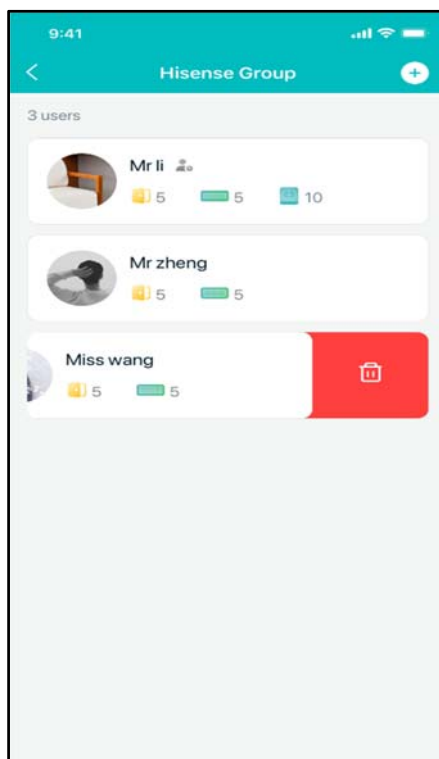 9:41
Hisense Group
3 users
Mr li
5 5 10
Mr zheng
5 5
Miss wang
5 5